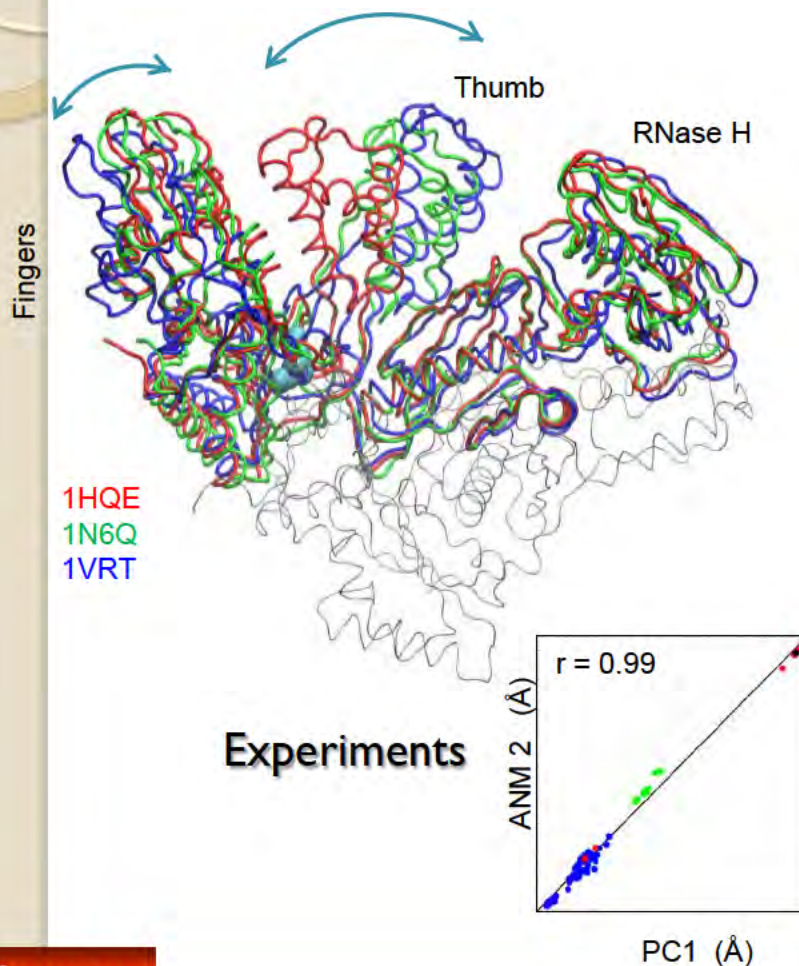 Thumb
RNase H
Fingers
1HQE
1N6Q
1VRT
r = 0.99
Experiments
ANM 2 (Å)
PC1 (Å)